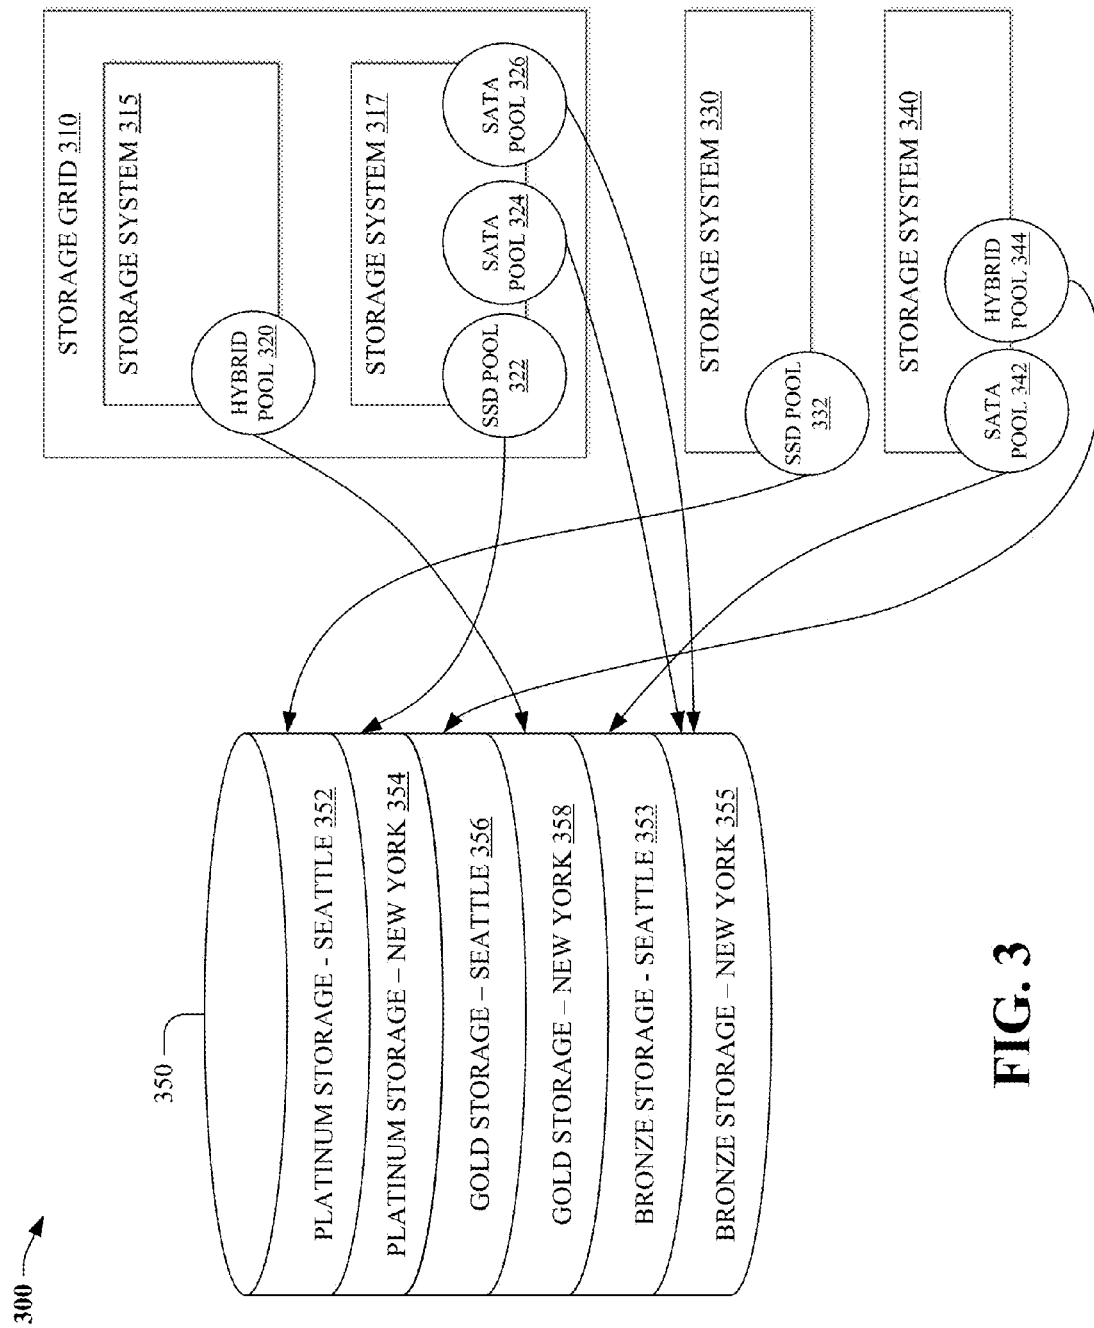 300
350
PLATINUM STORAGE - SEATTLE 352
PLATINUM STORAGE – NEW YORK 354
GOLD STORAGE – SEATTLE 356
GOLD STORAGE – NEW YORK 358
BRONZE STORAGE - SEATTLE 353
BRONZE STORAGE – NEW YORK 355
STORAGE GRID 310
STORAGE SYSTEM 315
HYBRID
POOL 320
STORAGE SYSTEM 317
SSD POOL
322
SATA
POOL 324
SATA
POOL 326
STORAGE SYSTEM 330
SSD POOL
332
STORAGE SYSTEM 340
SATA
POOL 342
HYBRID
POOL 344
FIG. 3